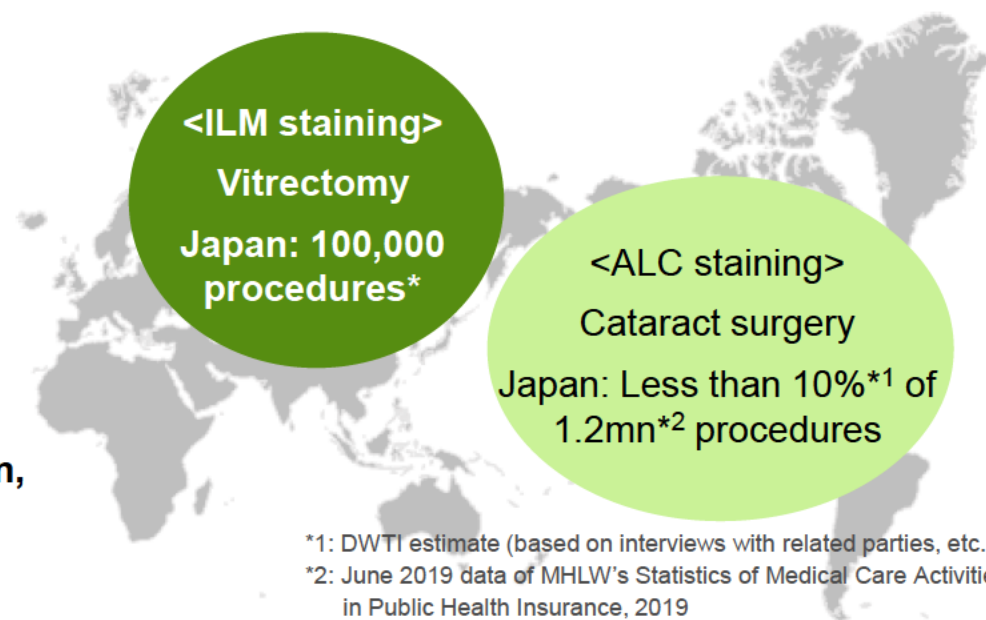 <ILM staining>
Vitrectomy
Japan: 100,000
procedures*
<ALC staining>
Cataract surgery
Japan: Less than 10%*1 of
1.2mn*2 procedures
n,
*1: DWTI estimate (based on interviews with related parties, etc.
*2: June 2019 data of MHLW's Statistics of Medical Care Activitie
in Public Health Insurance, 2019